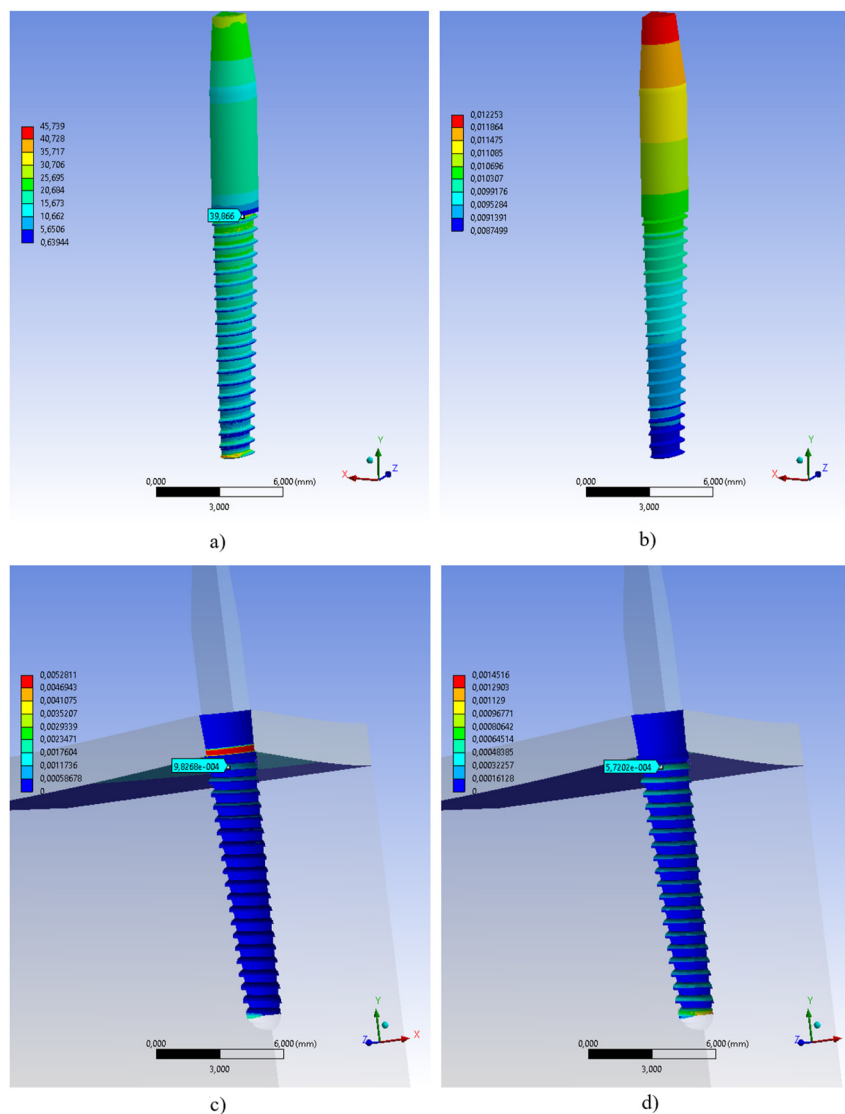 45,739
40,728
35,717
30,706
25,695
20,684
15,673
10,662
5,6506
0,63944
39,866
Y
X
Z
0,000
6,000 (mm)
3,000
a)
0,012253
0,011864
0,011475
0,011085
0,010696
0,010307
0,0099176
0,0095284
0,0091391
0,0087499
Y
X
Z
0,000
6,000 (mm)
3,000
b)
0,0052811
0,0046943
0,0041075
0,0035207
0,0029339
0,0023471
0,0017604
0,0011736
0,00058678
0
9,8268e-004
Y
Z
X
0,000
6,000 (mm)
3,000
c)
0,0014516
0,0012903
0,001129
0,00096771
0,00080642
0,00064514
0,00048385
0,00032257
0,00016128
0
5,7202e-004
Y
Z
X
0,000
6,000 (mm)
3,000
d)